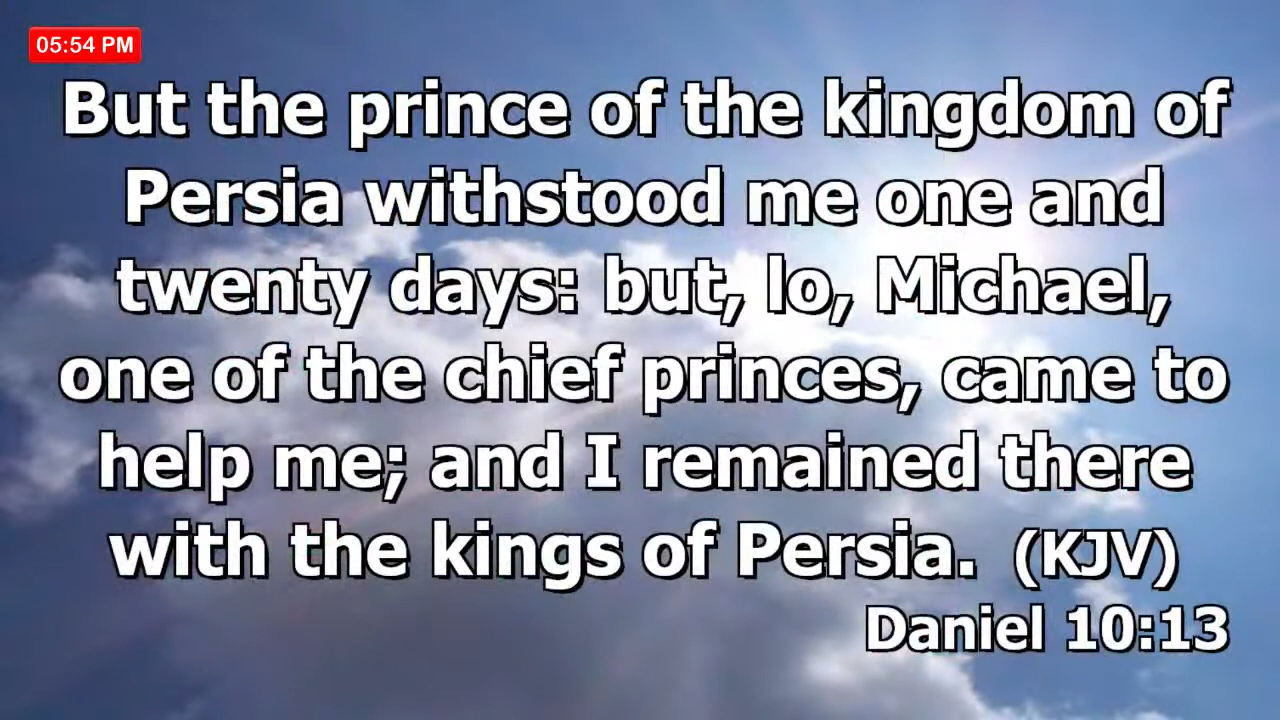 05:54 PM
But the prince of the kingdom of
Persia withstood me one and
twenty days: but, lo, Michael,
one of the chief princes, came to
help me; and I remained there
with the kings of Persia. (KJV)
Daniel 10:13